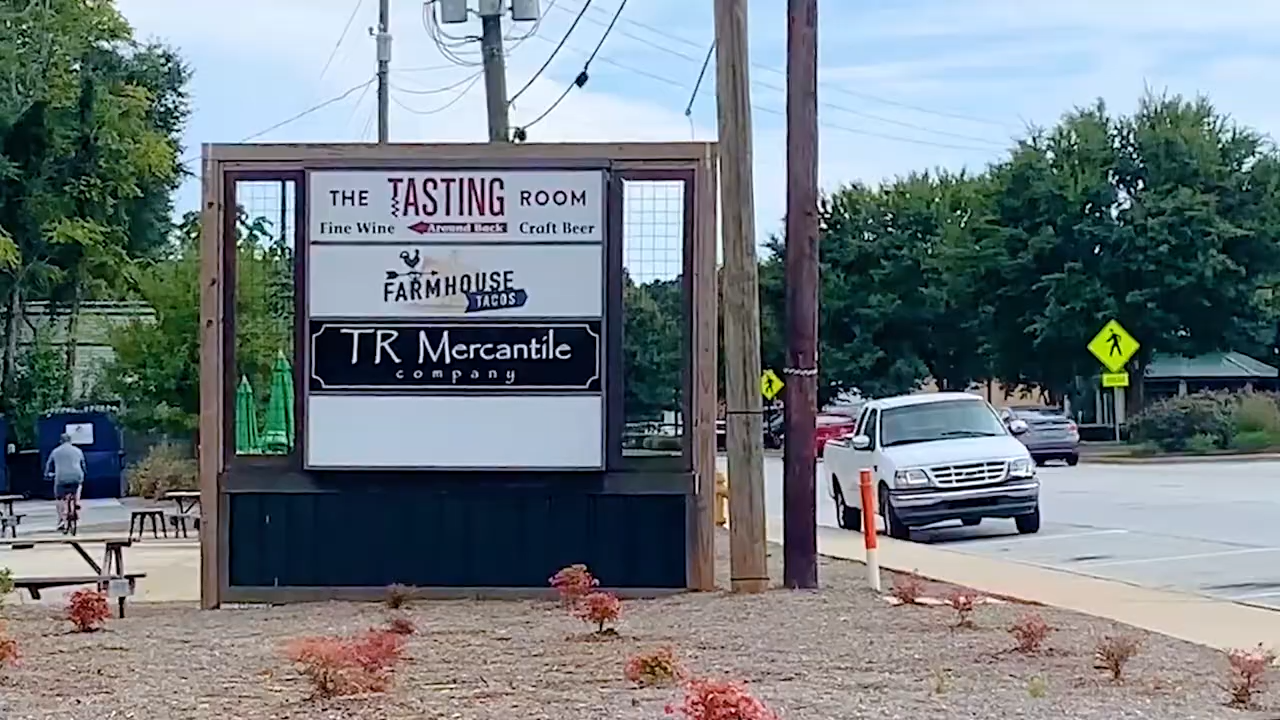 THE TASTING ROOM
Fine Wine Around Back Craft Beer
FARMHOUSE
TACOS
TR Mercantile
company